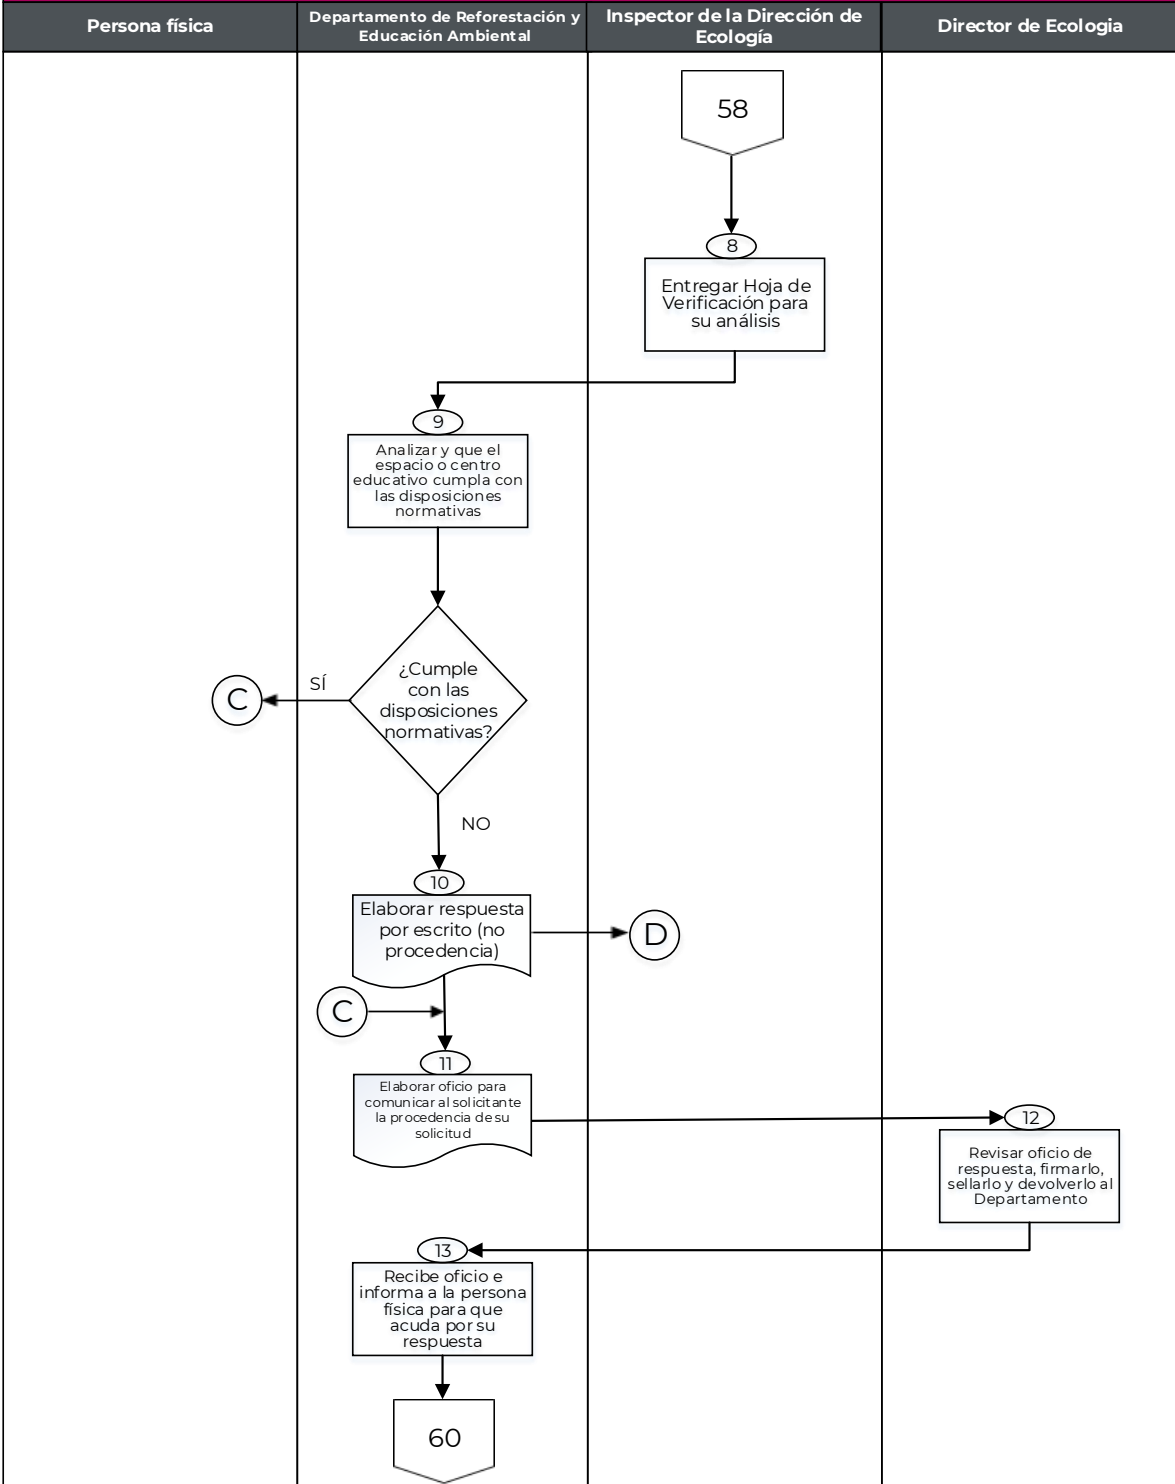 Persona física
Departamento de Reforestación y
Educación Ambiental
Inspector de la Dirección de
Ecología
Director de Ecologia
58
8
Entregar Hoja de
Verificación para
su análisis
9
Analizar y que el
espacio o centro
educativo cumpla con
las disposiciones
normativas
¿Cumple
con las
disposiciones
normativas?
SÍ
C
NO
10
Elaborar respuesta
por escrito (no
procedencia)
D
C
11
Elaborar oficio para
comunicar al solicitante
la procedencia de su
solicitud
12
Revisar oficio de
respuesta, firmarlo,
sellarlo y devolverlo al
Departamento
13
Recibe oficio e
informa a la persona
física para que
acuda por su
respuesta
60